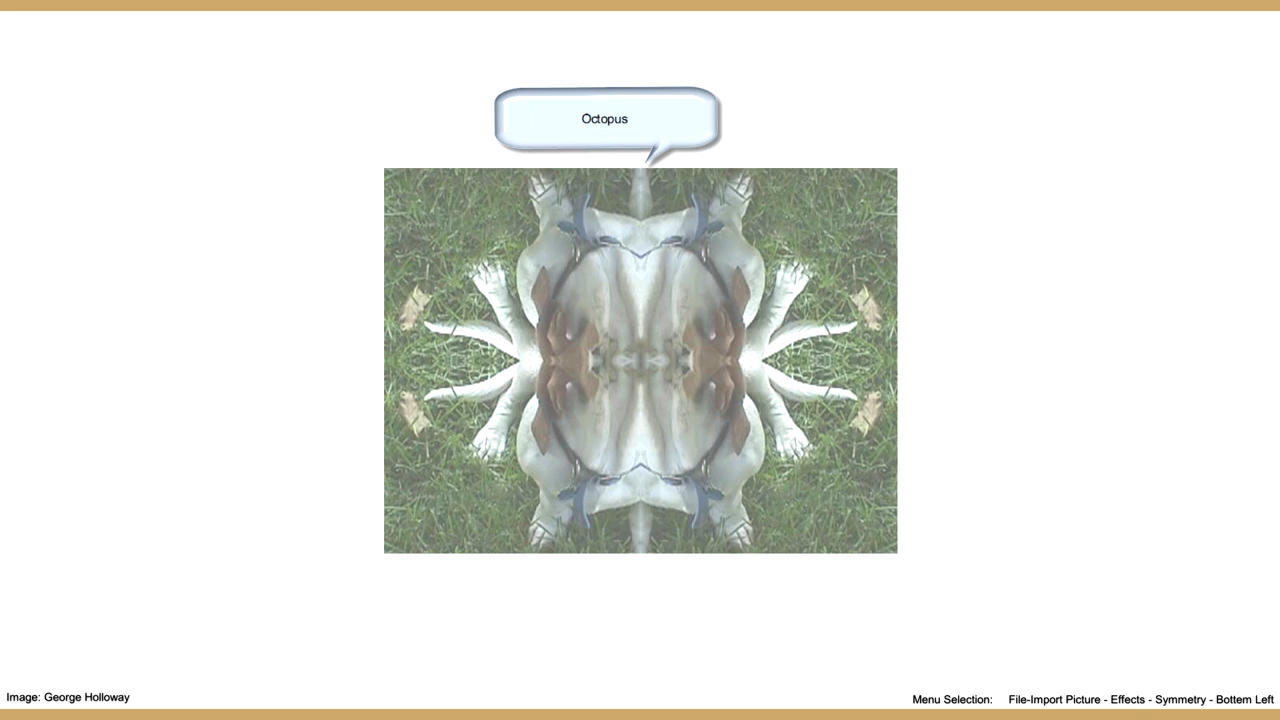 Octopus
Image: George Holloway
Menu Selection: File-Import Picture - Effects - Symmetry - Bottem Left